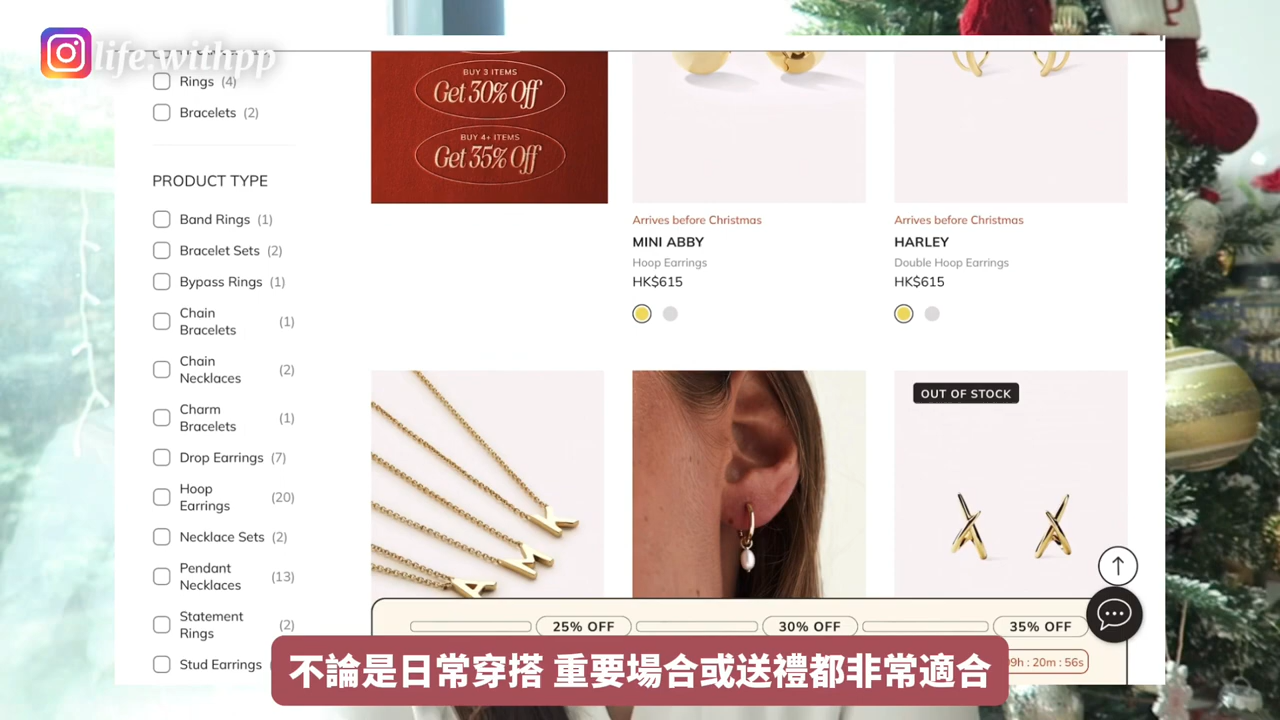 life.withpp
Rings (4)
Bracelets (2)
PRODUCT TYPE
Band Rings (1)
Bracelet Sets (2)
Bypass Rings (1)
Chain
Bracelets (1)
Chain
Necklaces (2)
Charm
Bracelets (1)
Drop Earrings (7)
Hoop
Earrings (20)
Necklace Sets (2)
Pendant
Necklaces (13)
Statement
Rings (2)
Stud Earrings
BUY 3 ITEMS
Get 30% Off
BUY 4+ ITEMS
Get 35% Off
Arrives before Christmas
MINI ABBY
Hoop Earrings
HK$615
Arrives before Christmas
HARLEY
Double Hoop Earrings
HK$615
K
M
A
OUT OF STOCK
25% OFF
30% OFF
35% OFF
09h : 20m : 56s
不論是日常穿搭 重要場合或送禮都非常適合
P